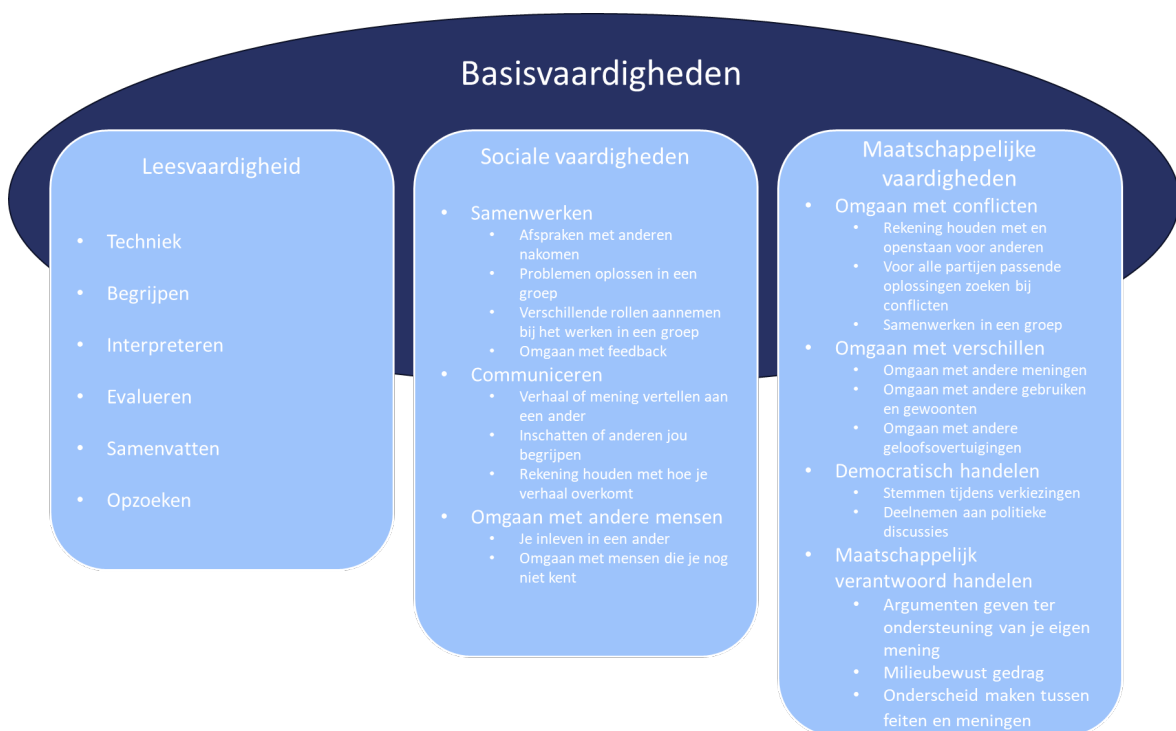 Basisvaardigheden
Leesvaardigheid
• Techniek
• Begrijpen
• Interpreteren
• Evalueren
• Samenvatten
• Opzoeken
Sociale vaardigheden
• Samenwerken
• Afspraken met anderen
nakomen
• Problemen oplossen in een
groep
• Verschillende rollen aannemen
bij het werken in een groep
• Omgaan met feedback
• Communiceren
• Verhaal of mening vertellen aan
een ander
• Inschatten of anderen jou
begrijpen
• Rekening houden met hoe je
verhaal overkomt
• Omgaan met andere mensen
• Je inleven in een ander
• Omgaan met mensen die je nog
niet kent
Maatschappelijke
vaardigheden
• Omgaan met conflicten
• Rekening houden met en
openstaan voor anderen
• Voor alle partijen passende
oplossingen zoeken bij
conflicten
• Samenwerken in een groep
• Omgaan met verschillen
• Omgaan met andere meningen
• Omgaan met andere gebruiken
en gewoonten
• Omgaan met andere
geloofsovertuigingen
• Democratisch handelen
• Stemmen tijdens verkiezingen
• Deelnemen aan politieke
discussies
• Maatschappelijk
verantwoord handelen
• Argumenten geven ter
ondersteuning van je eigen
mening
• Milieubewust gedrag
• Onderscheid maken tussen
feiten en meningen